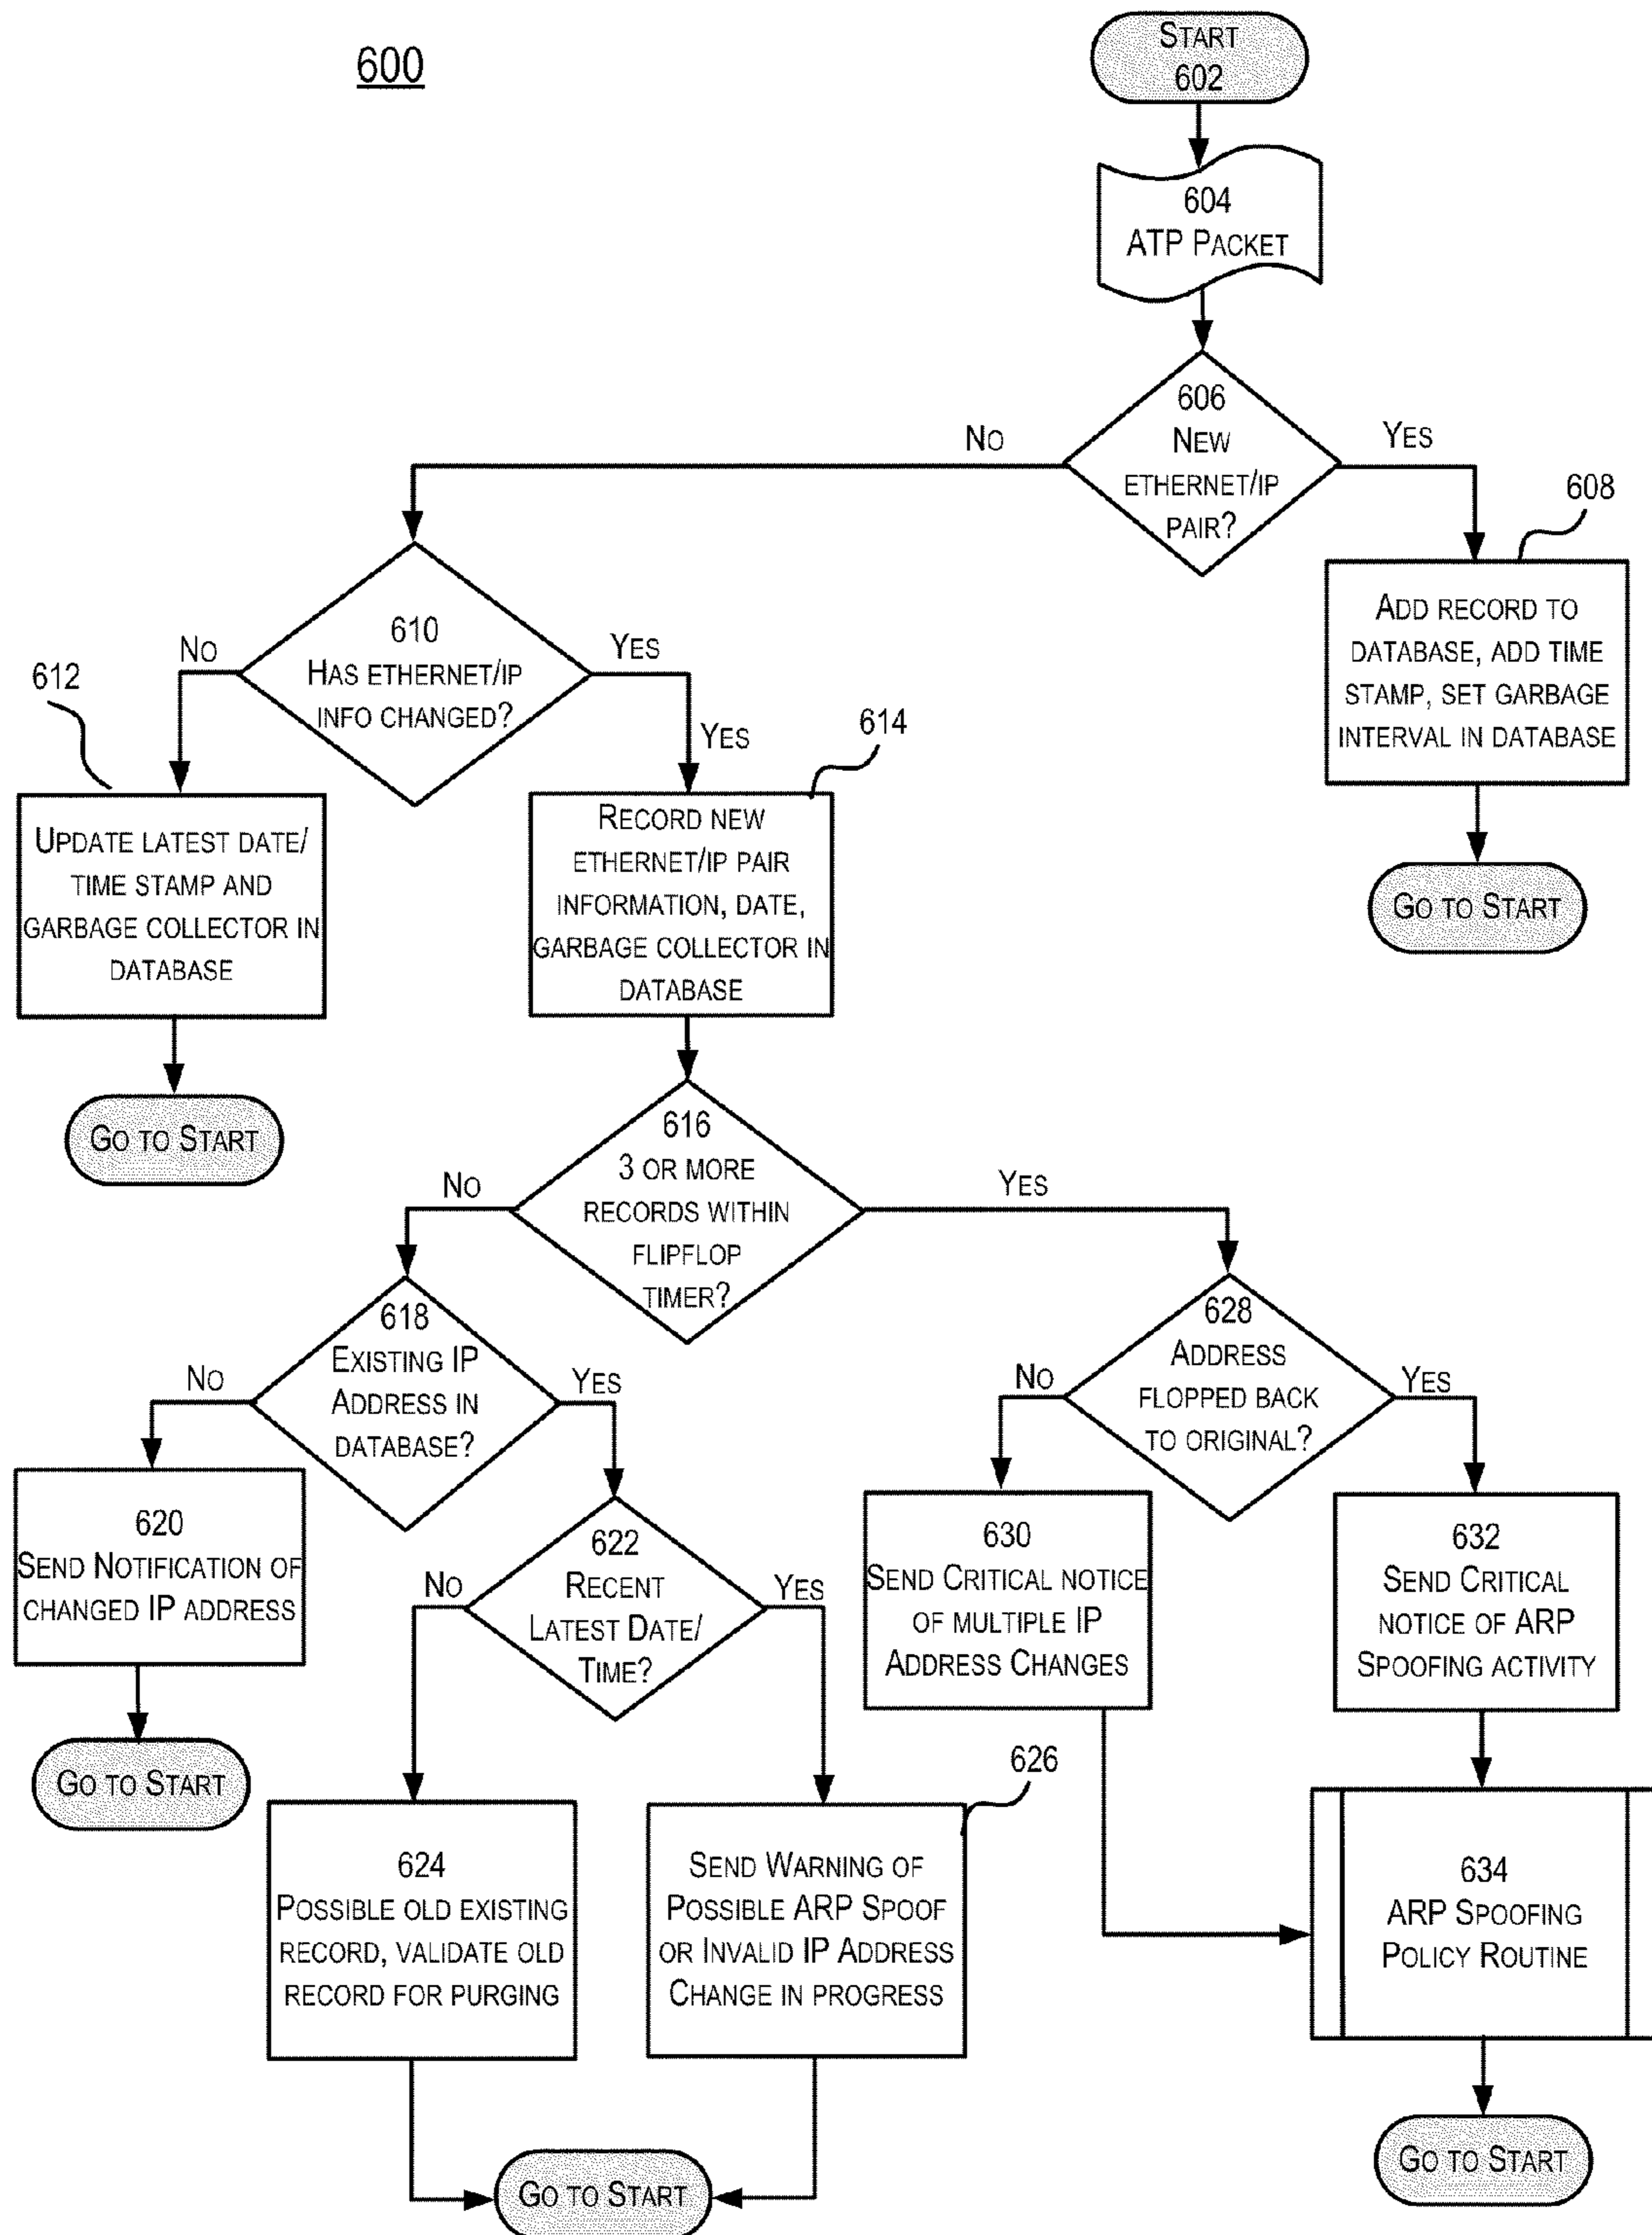 600
START
602
604
ATP PACKET
606
NEW
ETHERNET/IP
PAIR?
NO
YES
608
ADD RECORD TO
DATABASE, ADD TIME
STAMP, SET GARBAGE
INTERVAL IN DATABASE
GO TO START
610
HAS ETHERNET/IP
INFO CHANGED?
NO
YES
YES
612
UPDATE LATEST DATE/
TIME STAMP AND
GARBAGE COLLECTOR IN
DATABASE
GO TO START
614
RECORD NEW
ETHERNET/IP PAIR
INFORMATION, DATE,
GARBAGE COLLECTOR IN
DATABASE
616
3 OR MORE
RECORDS WITHIN
FLIPFLOP
TIMER?
NO
YES
618
EXISTING IP
ADDRESS IN
DATABASE?
NO
YES
620
SEND NOTIFICATION OF
CHANGED IP ADDRESS
GO TO START
622
RECENT
LATEST DATE/
TIME?
NO
YES
624
POSSIBLE OLD EXISTING
RECORD, VALIDATE OLD
RECORD FOR PURGING
626
SEND WARNING OF
POSSIBLE ARP SPOOF
OR INVALID IP ADDRESS
CHANGE IN PROGRESS
GO TO START
628
ADDRESS
FLOPPED BACK
TO ORIGINAL?
NO
YES
630
SEND CRITICAL NOTICE
OF MULTIPLE IP
ADDRESS CHANGES
632
SEND CRITICAL
NOTICE OF ARP
SPOOFING ACTIVITY
634
ARP SPOOFING
POLICY ROUTINE
GO TO START